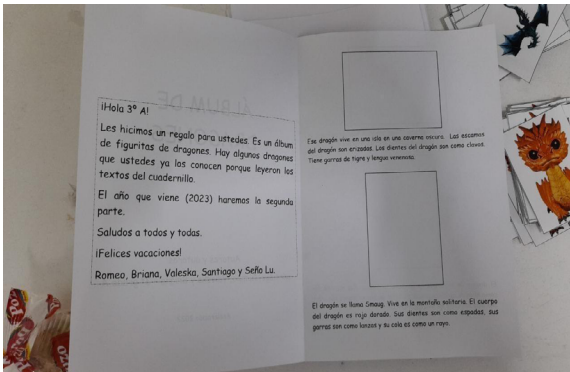 ¡Hola 3° A!
Les hicimos un regalo para ustedes. Es un álbum
de figuritas de dragones. Hay algunos dragones
que ustedes ya los conocen porque leyeron los
textos del cuadernillo.
El año que viene (2023) haremos la segunda
parte.
Saludos a todos y todas.
¡Felices vacaciones!
Romeo, Briana, Valeska, Santiago y Seño Lu.
Ese dragón vive en una isla en una caverna oscura. Las escamas
del dragón son erizadas. Los dientes del dragón son como clavos.
Tiene garras de tigre y lengua venenosa.
El dragón se llama Smaug. Vive en la montaña solitaria. El cuerpo
del dragón es rojo dorado. Sus dientes son como espadas, sus
garras son como lanzas y su cola es como un rayo.